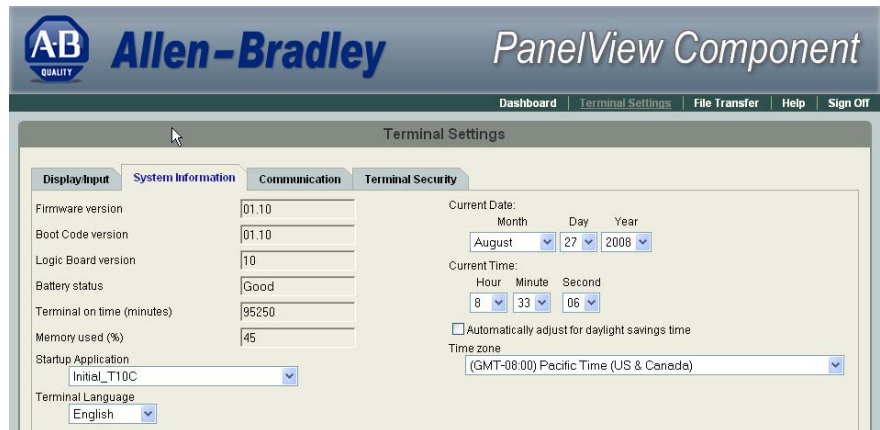 A·B QUALITY
Allen-Bradley
PanelView Component
Dashboard | Terminal Settings | File Transfer | Help | Sign Off
Terminal Settings
Display/Input System Information Communication Terminal Security
Firmware version 01.10
Boot Code version 01.10
Logic Board version 10
Battery status Good
Terminal on time (minutes) 95250
Memory used (%) 45
Startup Application
Initial_T10C
Terminal Language
English
Current Date:
Month Day Year
August 27 2008
Current Time:
Hour Minute Second
8 33 06
Automatically adjust for daylight savings time
Time zone
(GMT-08:00) Pacific Time (US & Canada)